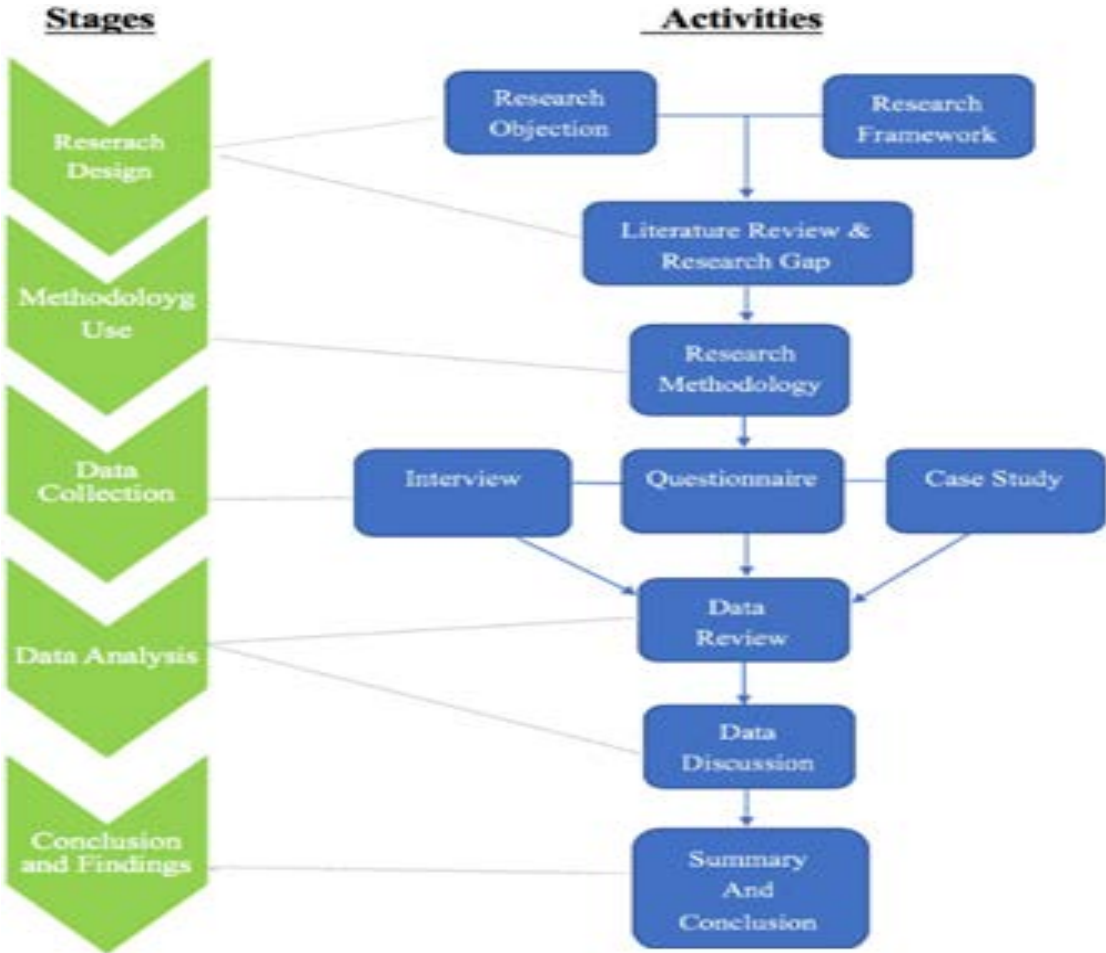 Stages
Activities
Reserach
Design
Research
Objection
Research
Framework
Literature Review &
Research Gap
Methodoloyg
Use
Research
Methodology
Data
Collection
Interview
Questionnaire
Case Study
Data Analysis
Data
Review
Data
Discussion
Conclusion
and Findings
Summary
And
Conclusion